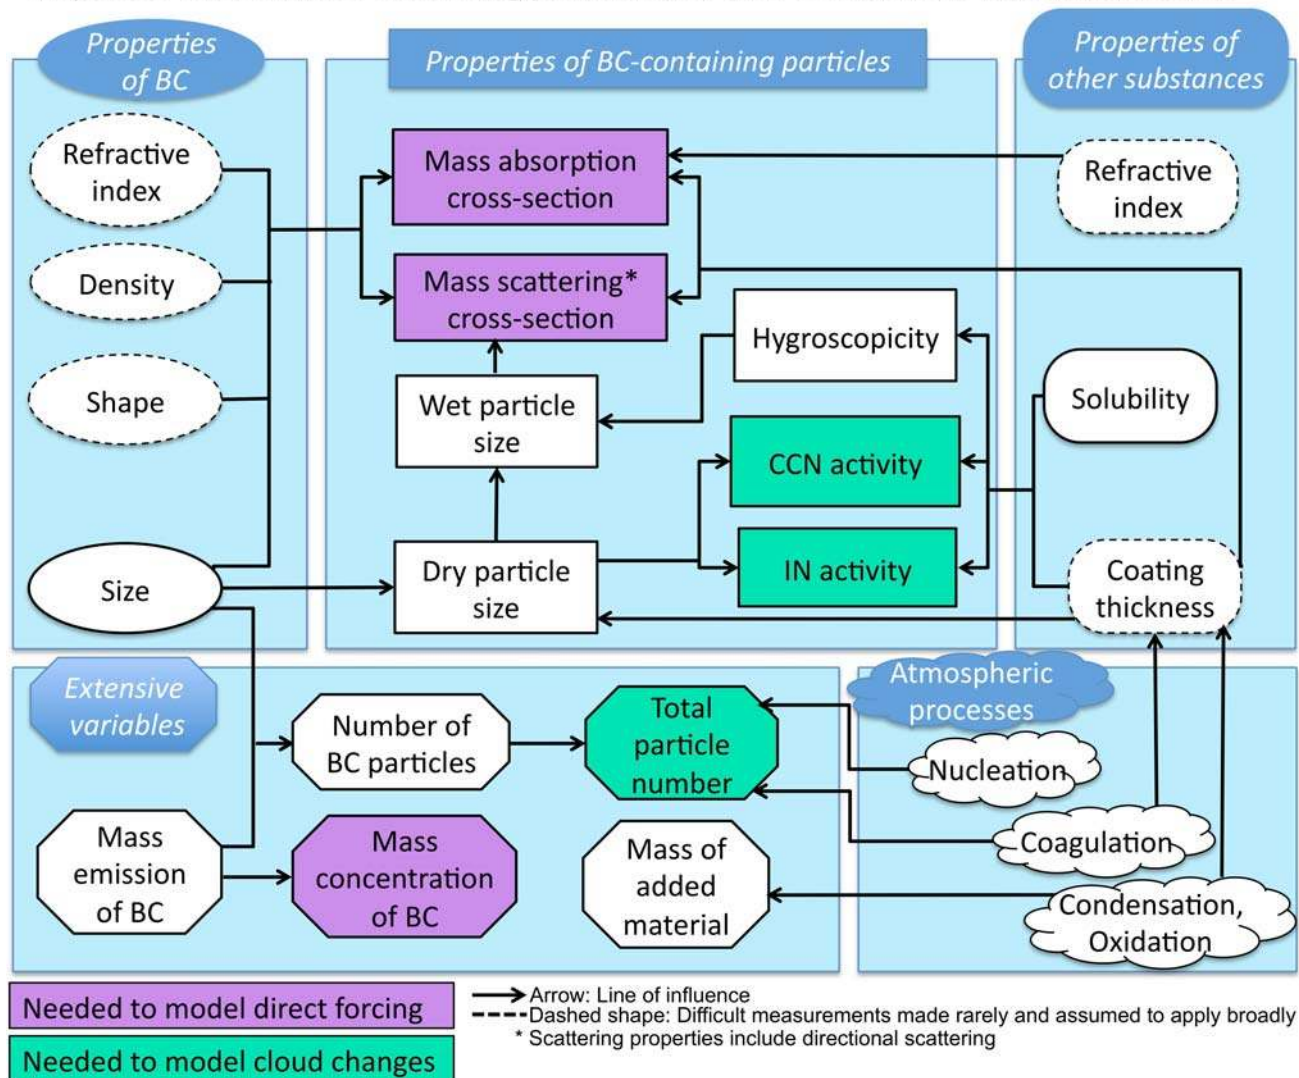 Properties
of BC
Properties of BC-containing particles
Properties of
other substances
Refractive
index
Density
Shape
Size
Mass absorption
cross-section
Mass scattering*
cross-section
Wet particle
size
Dry particle
size
Hygroscopicity
CCN activity
IN activity
Refractive
index
Solubility
Coating
thickness
Extensive
variables
Number of
BC particles
Total
particle
number
Mass
emission
of BC
Mass
concentration
of BC
Mass of
added
material
Atmospheric
processes
Nucleation
Coagulation
Condensation,
Oxidation
Needed to model direct forcing
Needed to model cloud changes
Arrow: Line of influence
Dashed shape: Difficult measurements made rarely and assumed to apply broadly
* Scattering properties include directional scattering